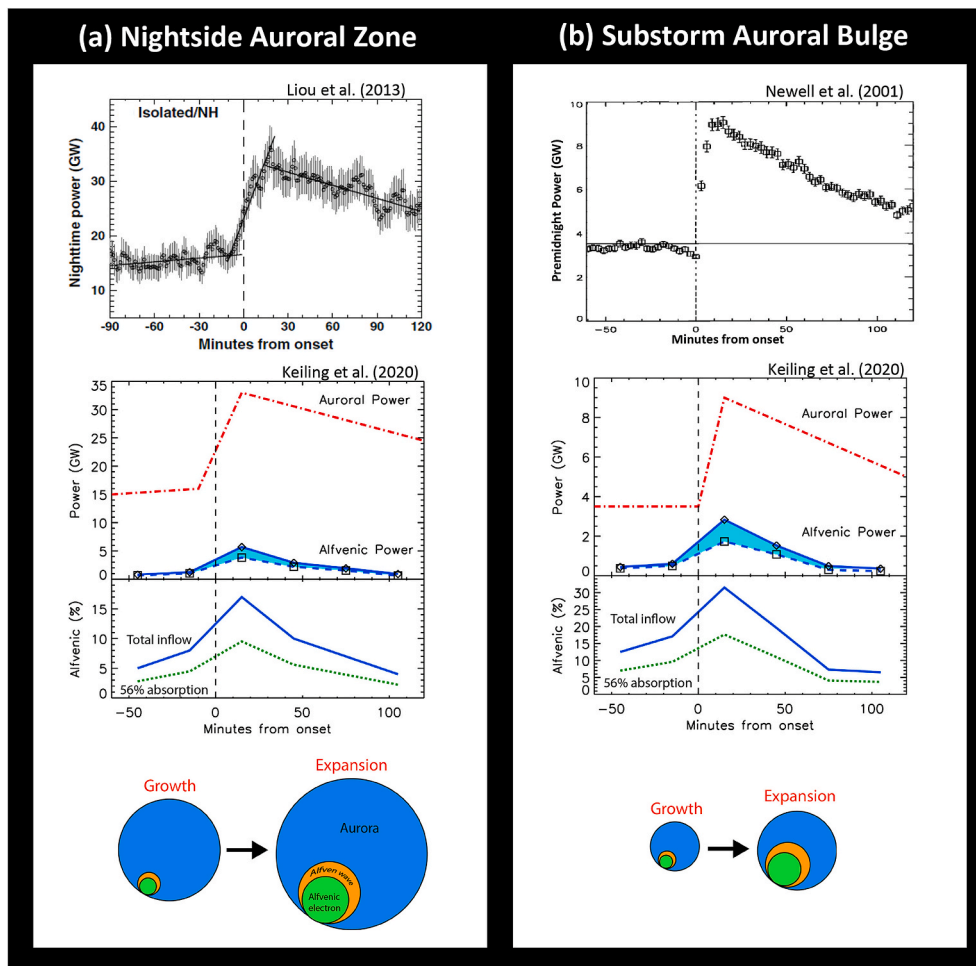 (a) Nightside Auroral Zone
Liou et al. (2013)
Isolated/NH
Nighttime power (GW)
40
30
20
10
-90 -60 -30 0 30 60 90 120
Minutes from onset
Keiling et al. (2020)
Power (GW)
35
30
25
20
15
10
5
0
Auroral Power
Alfvenic Power
Alfvenic (%)
15
10
5
0
Total inflow
56% absorption
−50 0 50 100
Minutes from onset
Growth
Expansion
Aurora
Alfven wave
Alfvenic
electron
(b) Substorm Auroral Bulge
Newell et al. (2001)
Premidnight Power (GW)
10
8
6
4
2
0
−50 0 50 100
Minutes from onset
Keiling et al. (2020)
Power (GW)
10
8
6
4
2
0
Auroral Power
Alfvenic Power
Alfvenic (%)
30
25
20
15
10
5
0
Total inflow
56% absorption
−50 0 50 100
Minutes from onset
Growth
Expansion